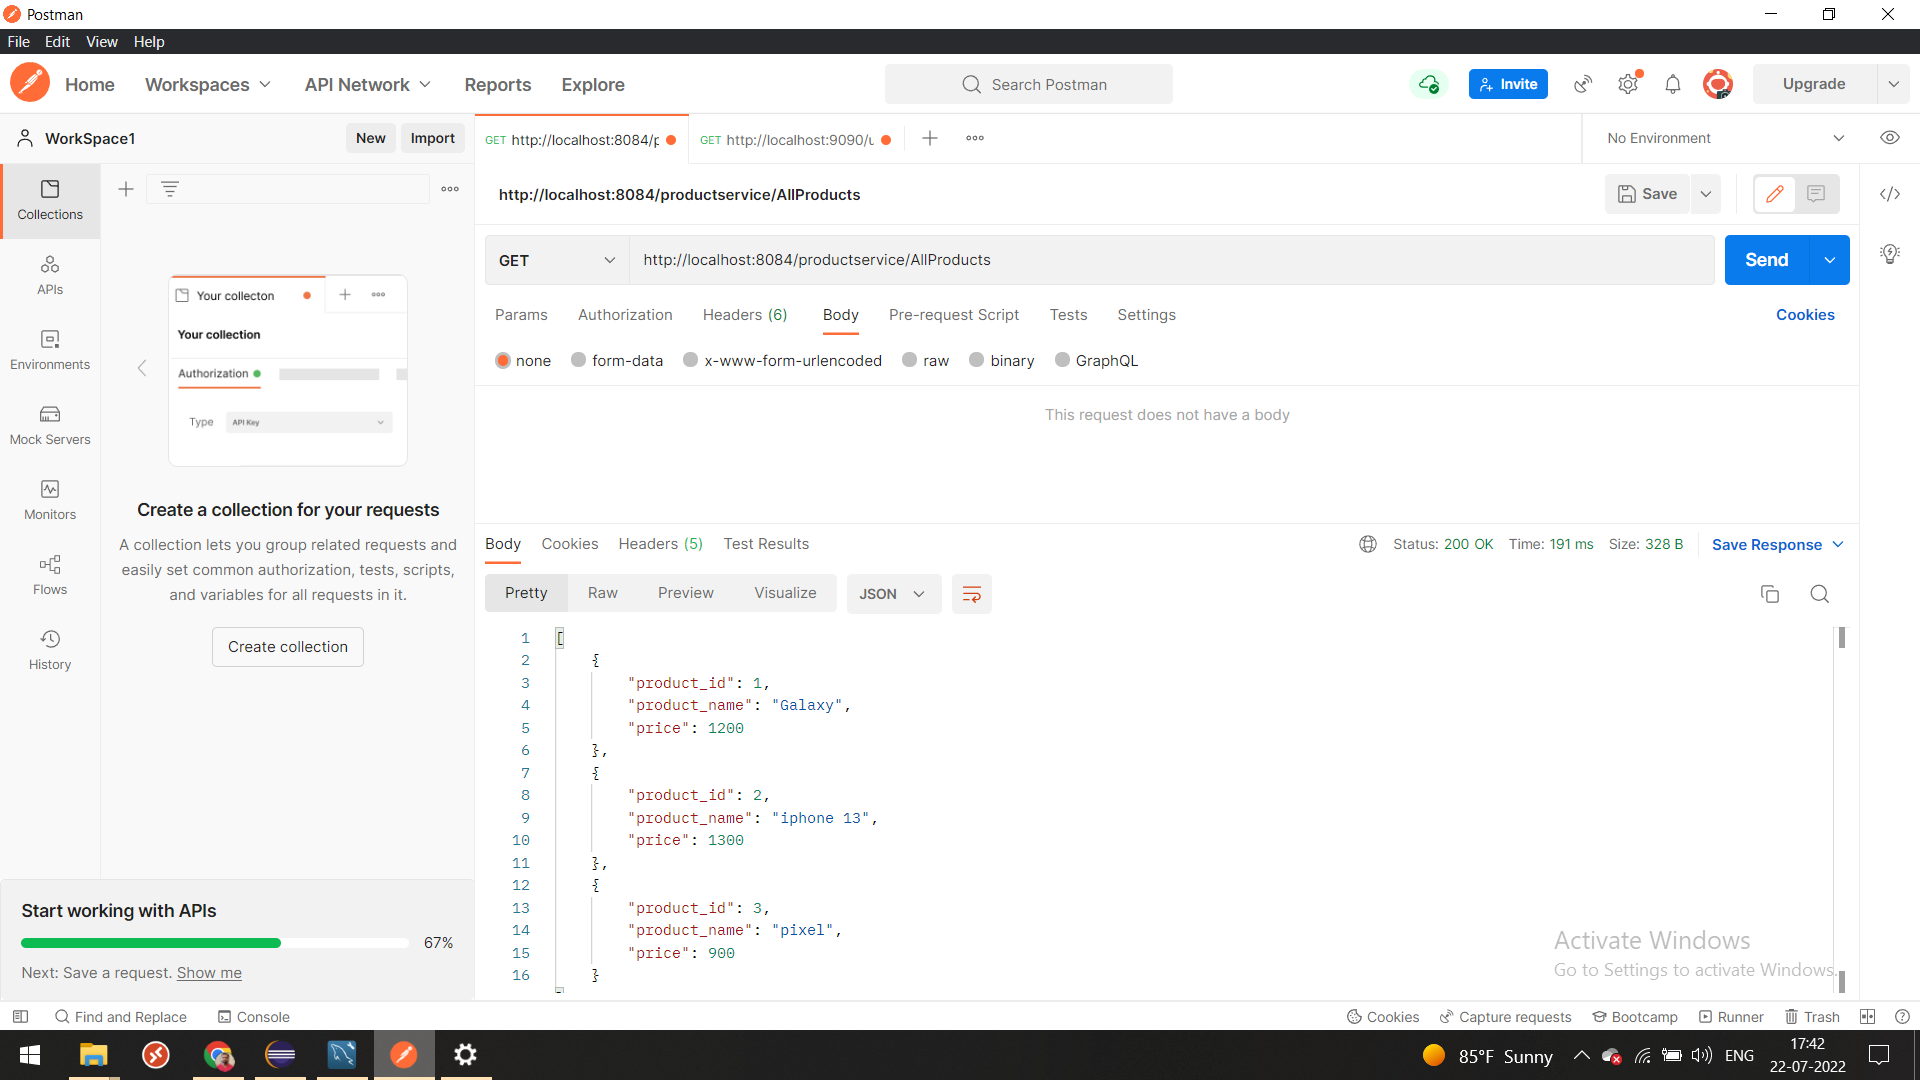 Postman
File Edit View Help
Home Workspaces API Network Reports Explore Search Postman Invite Upgrade
WorkSpace1 New Import GET http://localhost:8084/p GET http://localhost:9090/u No Environment
http://localhost:8084/productservice/AllProducts Save
GET http://localhost:8084/productservice/AllProducts Send
Params Authorization Headers (6) Body Pre-request Script Tests Settings Cookies
none form-data x-www-form-urlencoded raw binary GraphQL
This request does not have a body
Collections
APIs
Environments
Mock Servers
Monitors
Flows
History
Your collecton
Your collection
Authorization
Type API Key
Create a collection for your requests
A collection lets you group related requests and
easily set common authorization, tests, scripts,
and variables for all requests in it.
Create collection
Start working with APIs
67%
Next: Save a request. Show me
Body Cookies Headers (5) Test Results Status: 200 OK Time: 191 ms Size: 328 B Save Response
Pretty Raw Preview Visualize JSON
1 [
2 {
3 "product_id": 1,
4 "product_name": "Galaxy",
5 "price": 1200
6 },
7 {
8 "product_id": 2,
9 "product_name": "iphone 13",
10 "price": 1300
11 },
12 {
13 "product_id": 3,
14 "product_name": "pixel",
15 "price": 900
16 }
Activate Windows
Go to Settings to activate Windows.
Find and Replace Console Cookies Capture requests Bootcamp Runner Trash
85°F Sunny ENG 17:42
22-07-2022